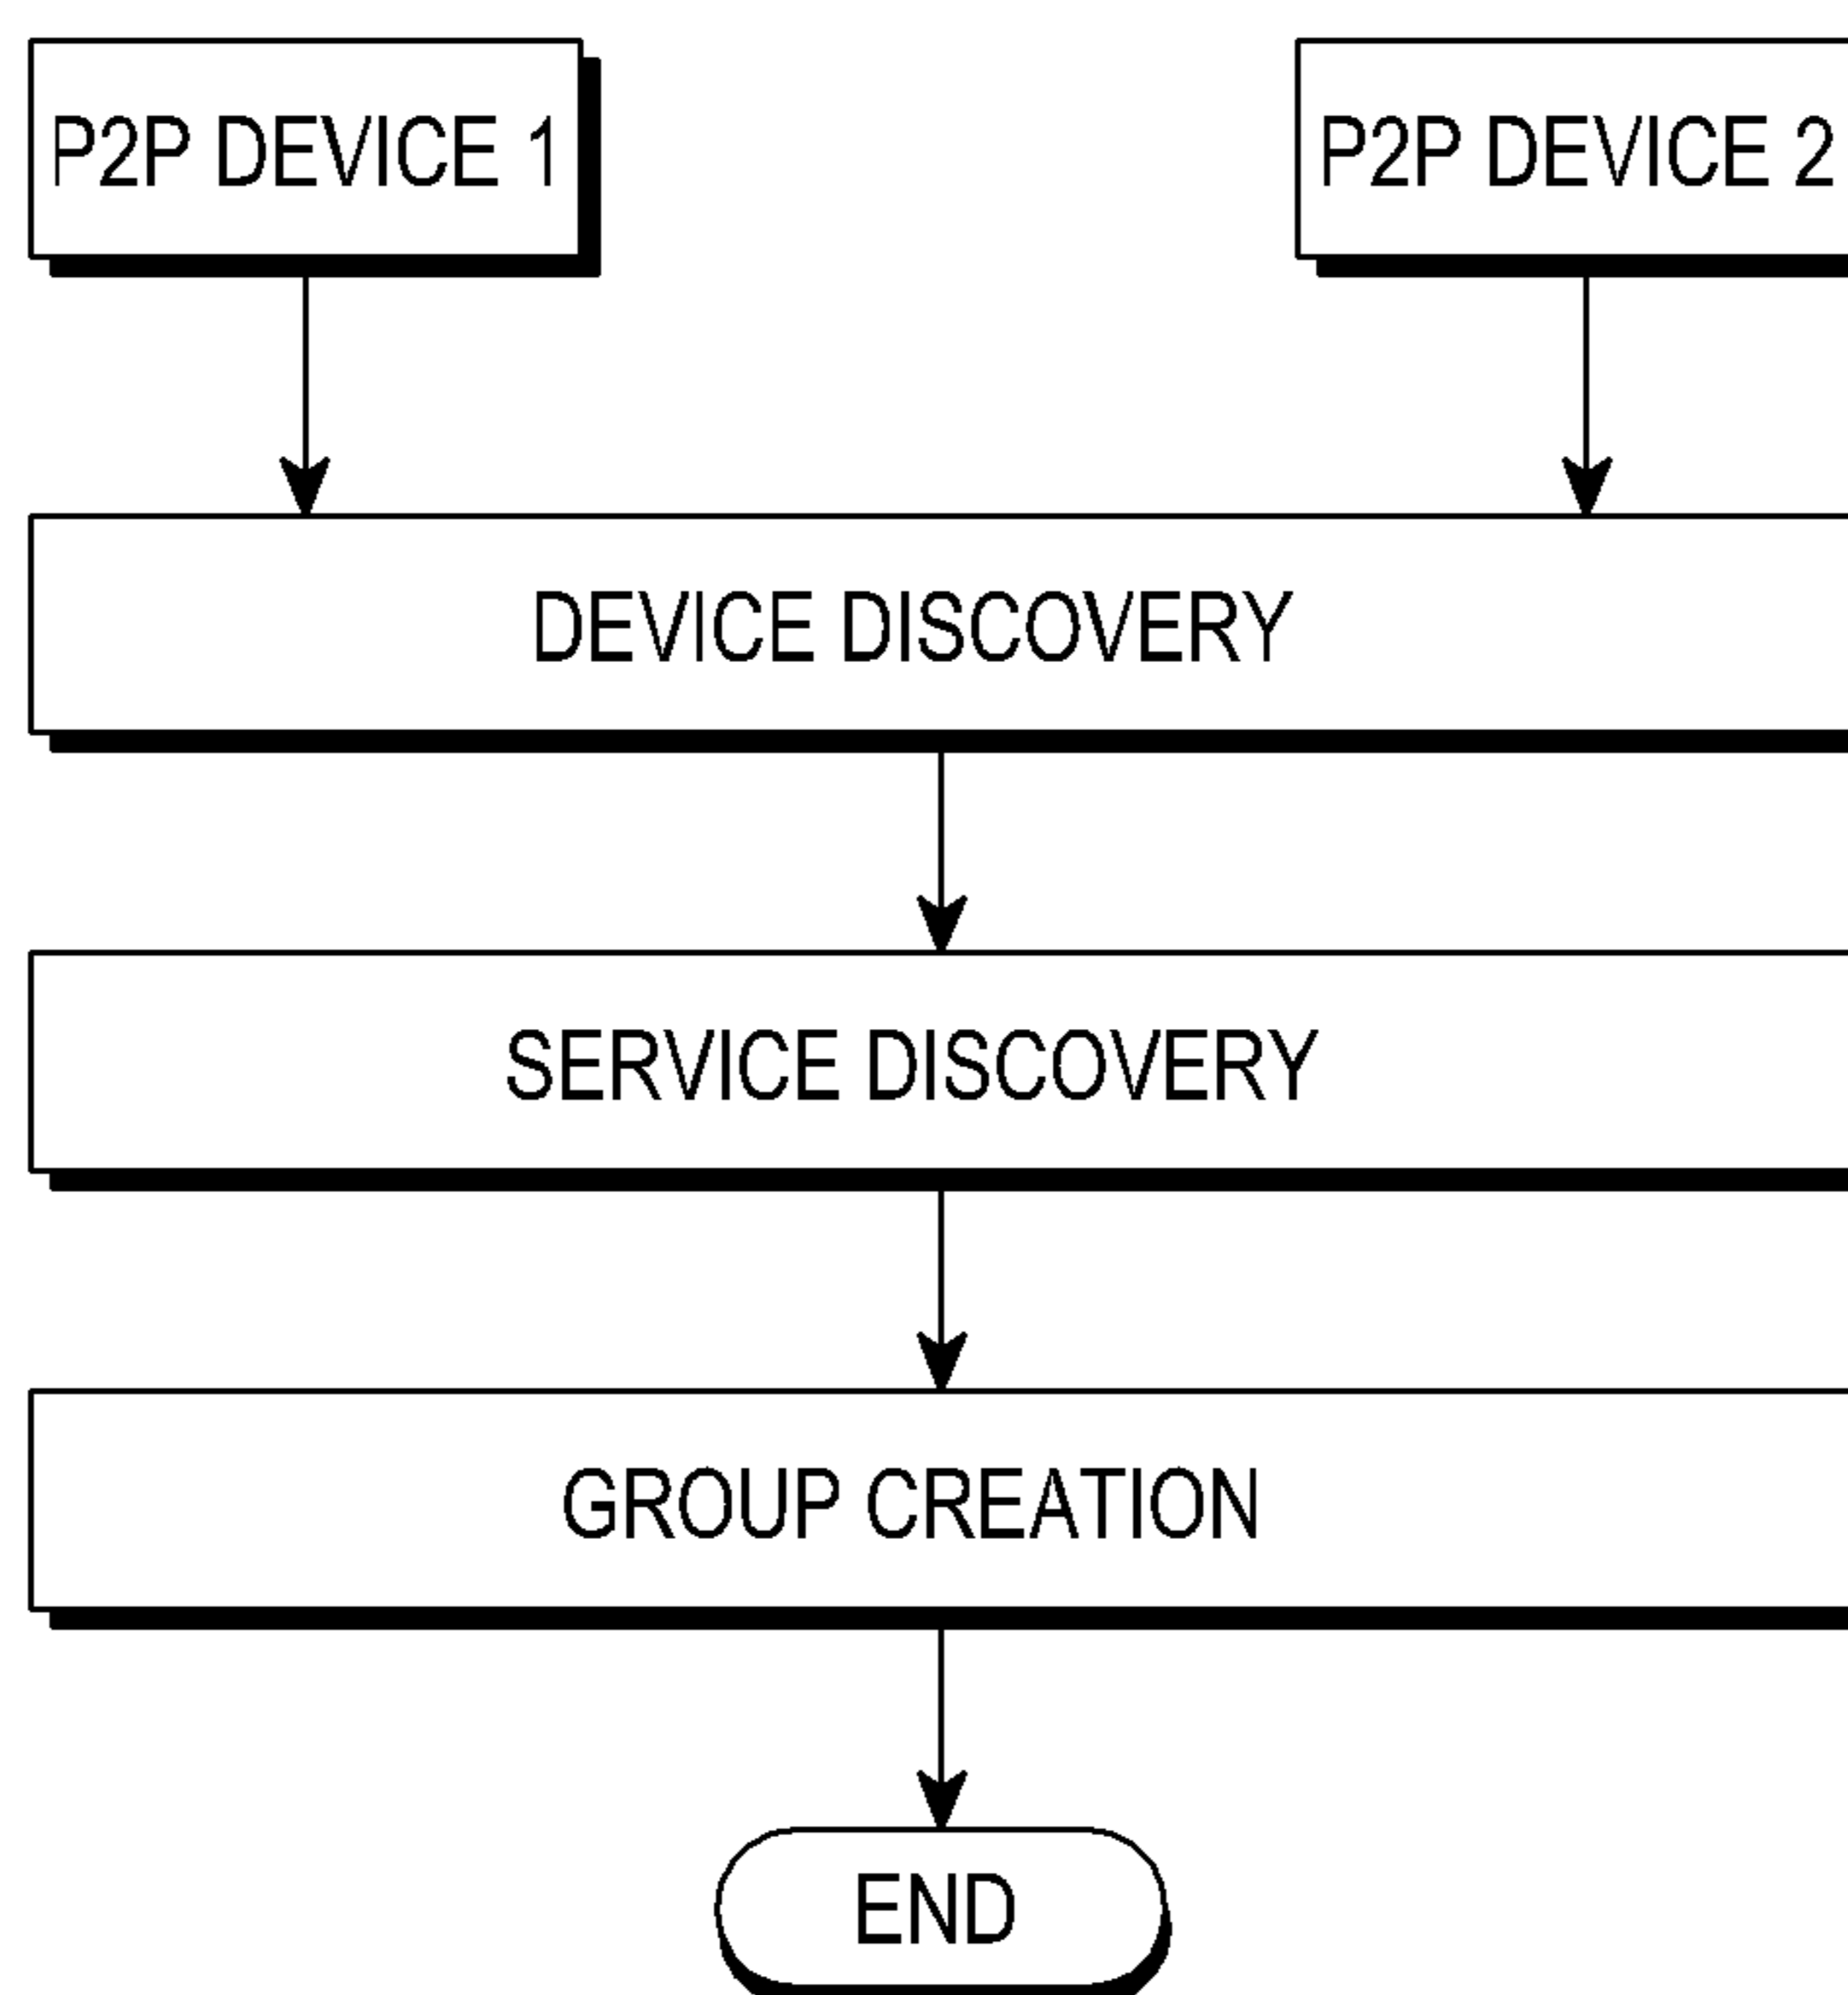 P2P DEVICE 1
P2P DEVICE 2
DEVICE DISCOVERY
SERVICE DISCOVERY
GROUP CREATION
END